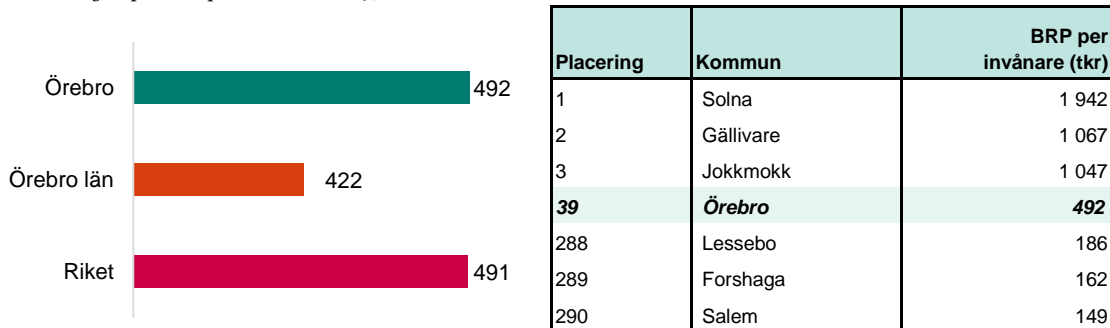 Örebro 492
Örebro län 422
Riket 491
Placering Kommun BRP per invånare (tkr)
1 Solna 1 942
2 Gällivare 1 067
3 Jokkmokk 1 047
39 Örebro 492
288 Lessebo 186
289 Forshaga 162
290 Salem 149